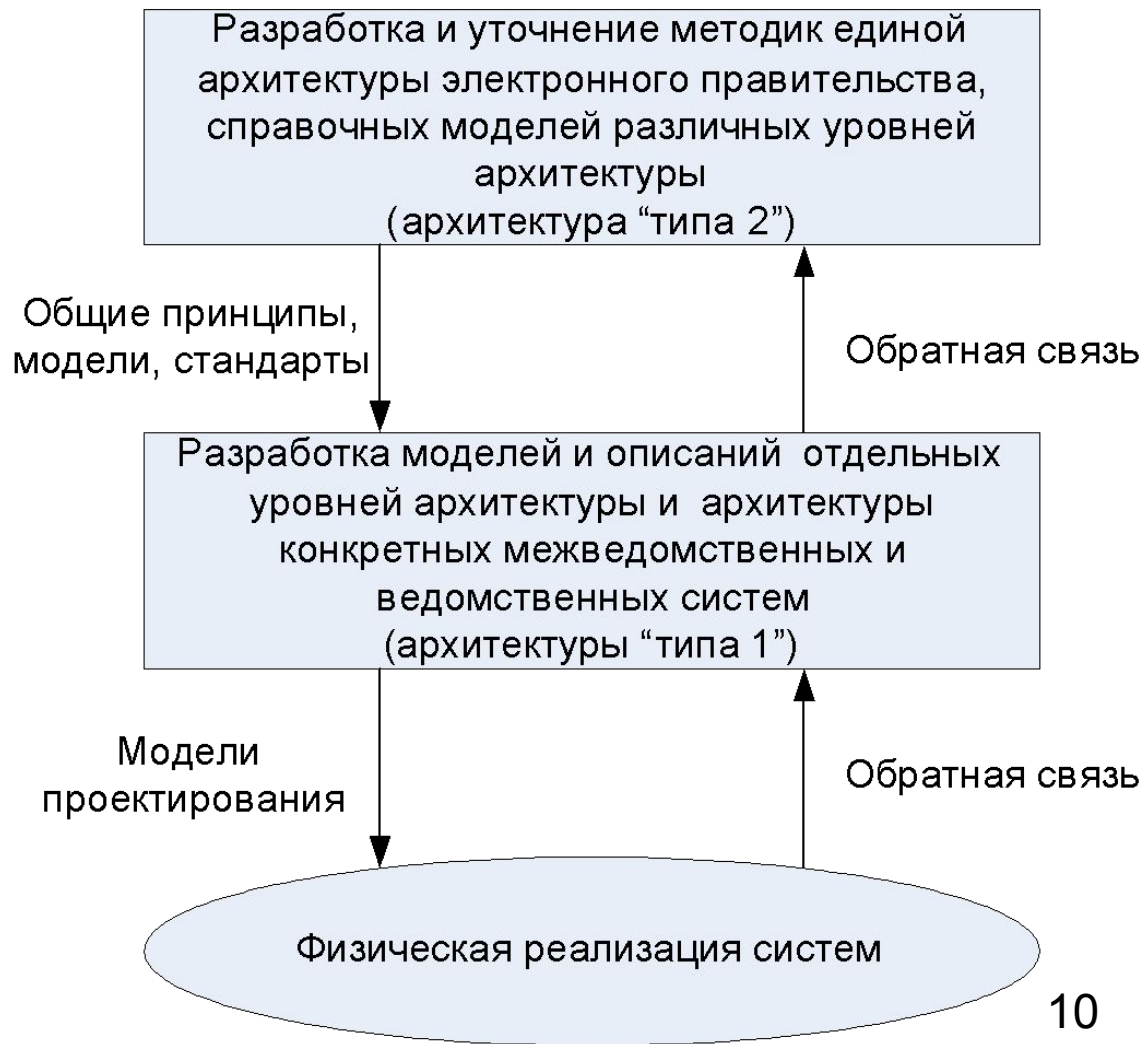 Разработка и уточнение методик единой
архитектуры электронного правительства,
справочных моделей различных уровней
архитектуры
(архитектура “типа 2”)
Общие принципы,
модели, стандарты
Обратная связь
Разработка моделей и описаний отдельных
уровней архитектуры и архитектуры
конкретных межведомственных и
ведомственных систем
(архитектуры “типа 1”)
Модели
проектирования
Обратная связь
Физическая реализация систем
10